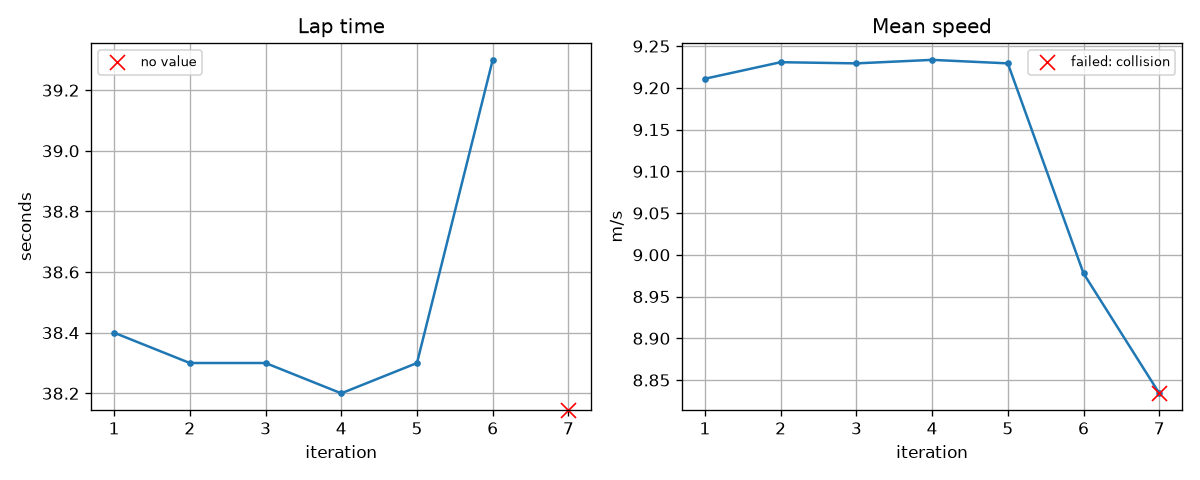 Lap time
no value
39.2
39.0
38.8
38.6
38.4
38.2
seconds
1 2 3 4 5 6 7
iteration
Mean speed
failed: collision
9.25
9.20
9.15
9.10
9.05
9.00
8.95
8.90
8.85
m/s
1 2 3 4 5 6 7
iteration